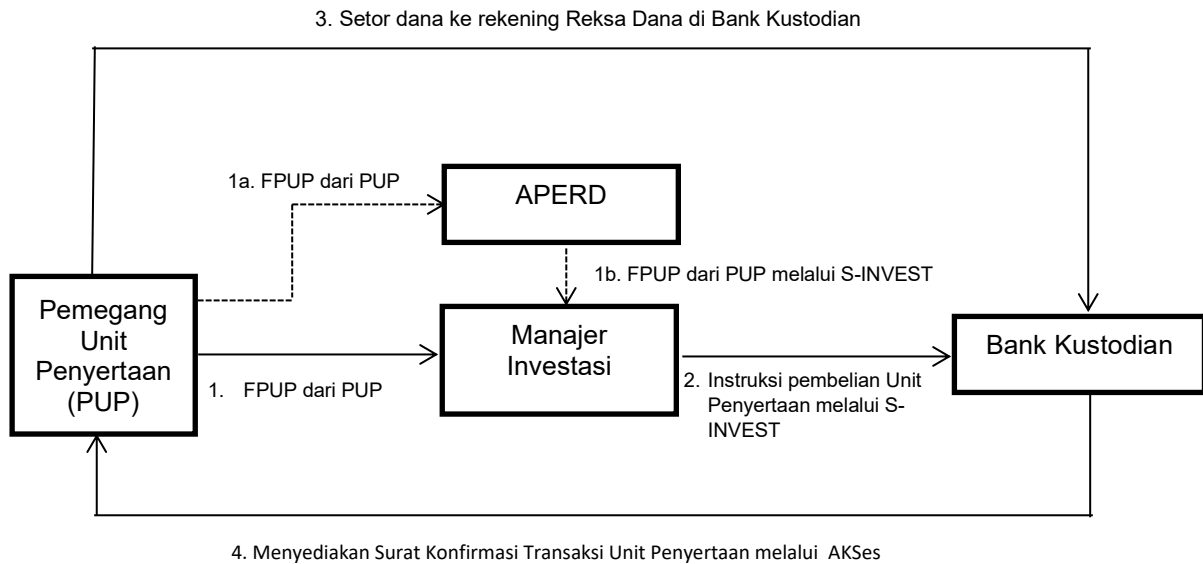 3. Setor dana ke rekening Reksa Dana di Bank Kustodian
1a. FPUP dari PUP
APERD
1b. FPUP dari PUP melalui S-INVEST
Pemegang
Unit
Penyertaan
(PUP)
Manajer
Investasi
Bank Kustodian
1. FPUP dari PUP
2. Instruksi pembelian Unit
Penyertaan melalui S-
INVEST
4. Menyediakan Surat Konfirmasi Transaksi Unit Penyertaan melalui AKSes